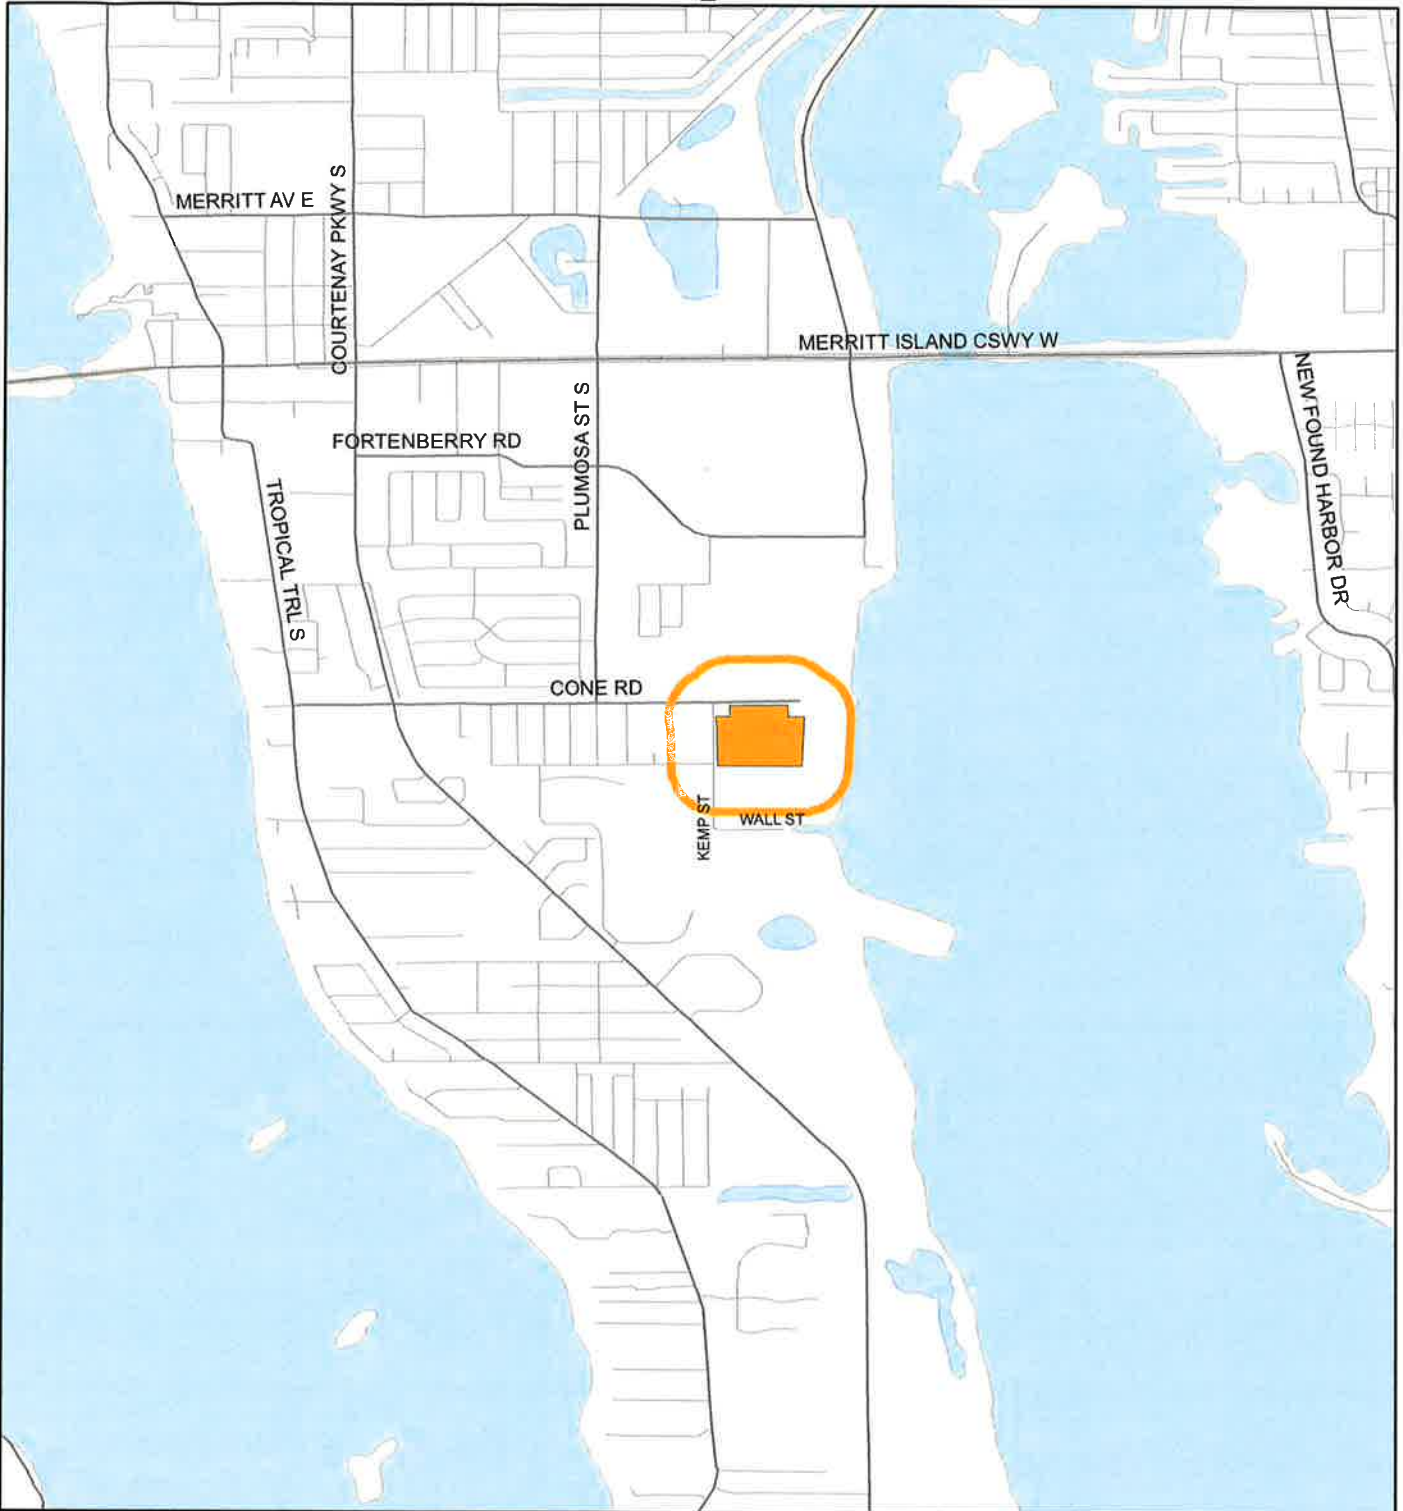 MERRITT AV E
COURTENAY PKWY S
MERRITT ISLAND CSWY W
NEW FOUND HARBOR DR
FORTENBERRY RD
PLUMOSA ST S
TROPICAL TRL S
CONE RD
KEMP ST
WALL ST